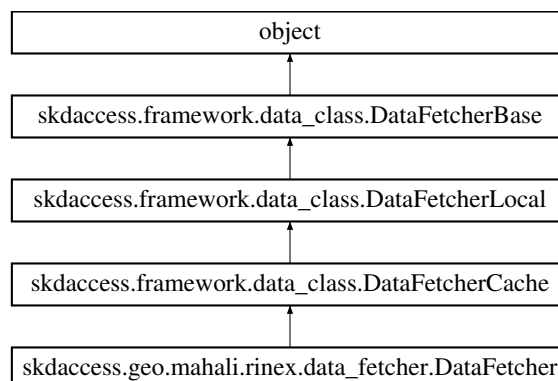 object
skdaccess.framework.data_class.DataFetcherBase
skdaccess.framework.data_class.DataFetcherLocal
skdaccess.framework.data_class.DataFetcherCache
skdaccess.geo.mahali.rinex.data_fetcher.DataFetcher